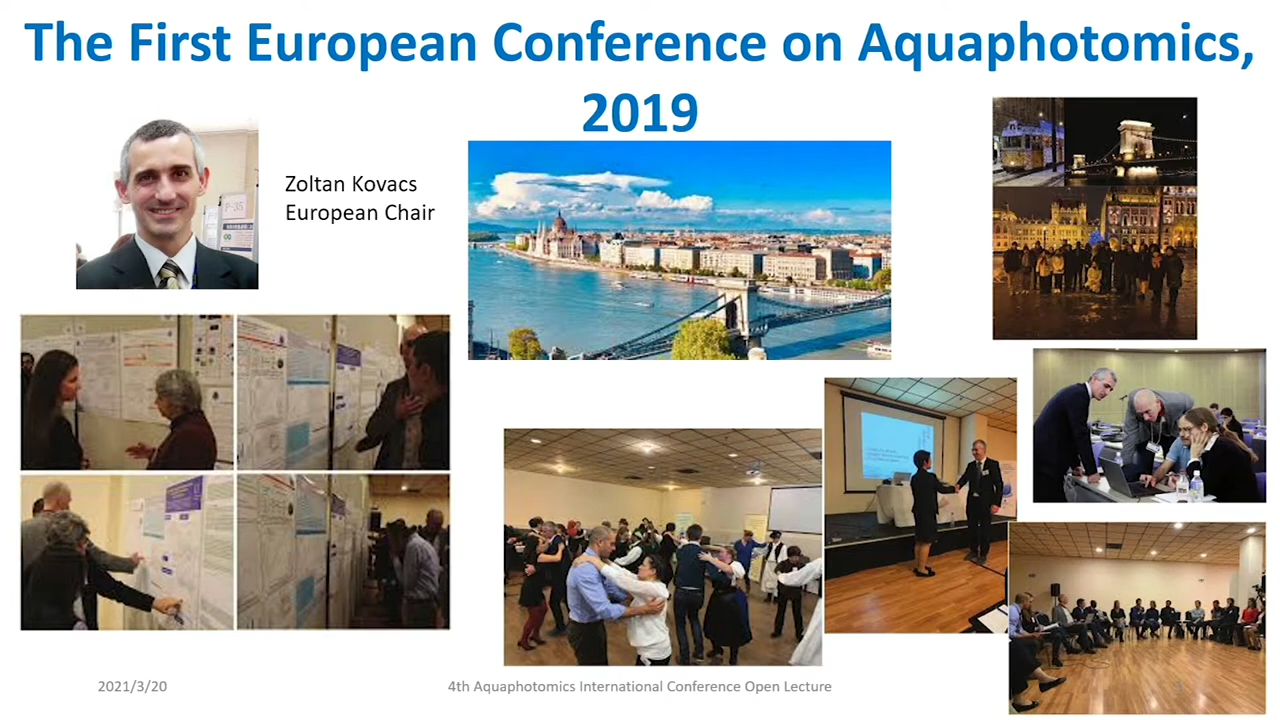 The First European Conference on Aquaphotomics,
2019
Zoltan Kovacs
European Chair
P-35
2021/3/20
4th Aquaphotomics International Conference Open Lecture